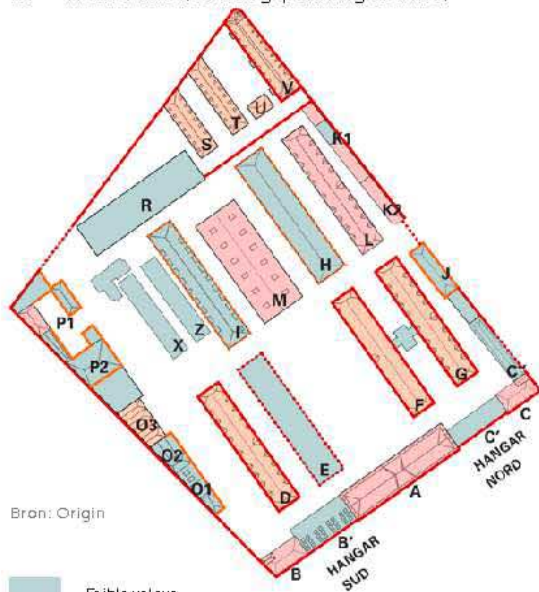 V
U
T
S
K1
K2
R
L
H
M
J
I
Z
X
P1
P2
G
F
C'
C
C"
HANGAR
NORD
E
D
A
O3
O2
O1
B'
B
HANGAR
SUD
Bron: Origin
Faible valeur